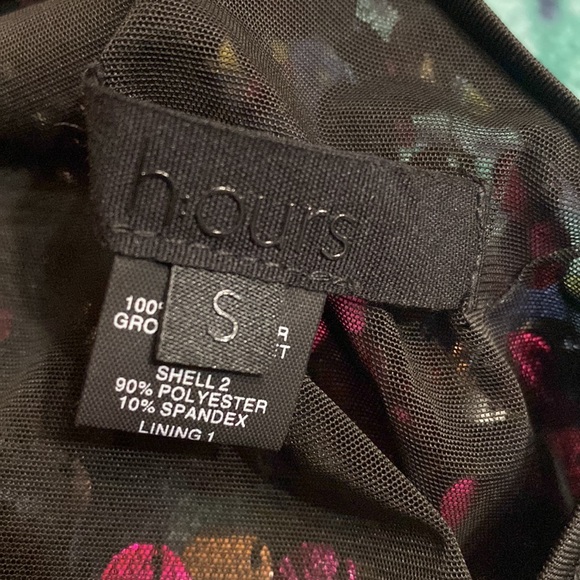 h:ours
S
100%
GRO
SHELL 2
90% POLYESTER
10% SPANDEX
LINING 1